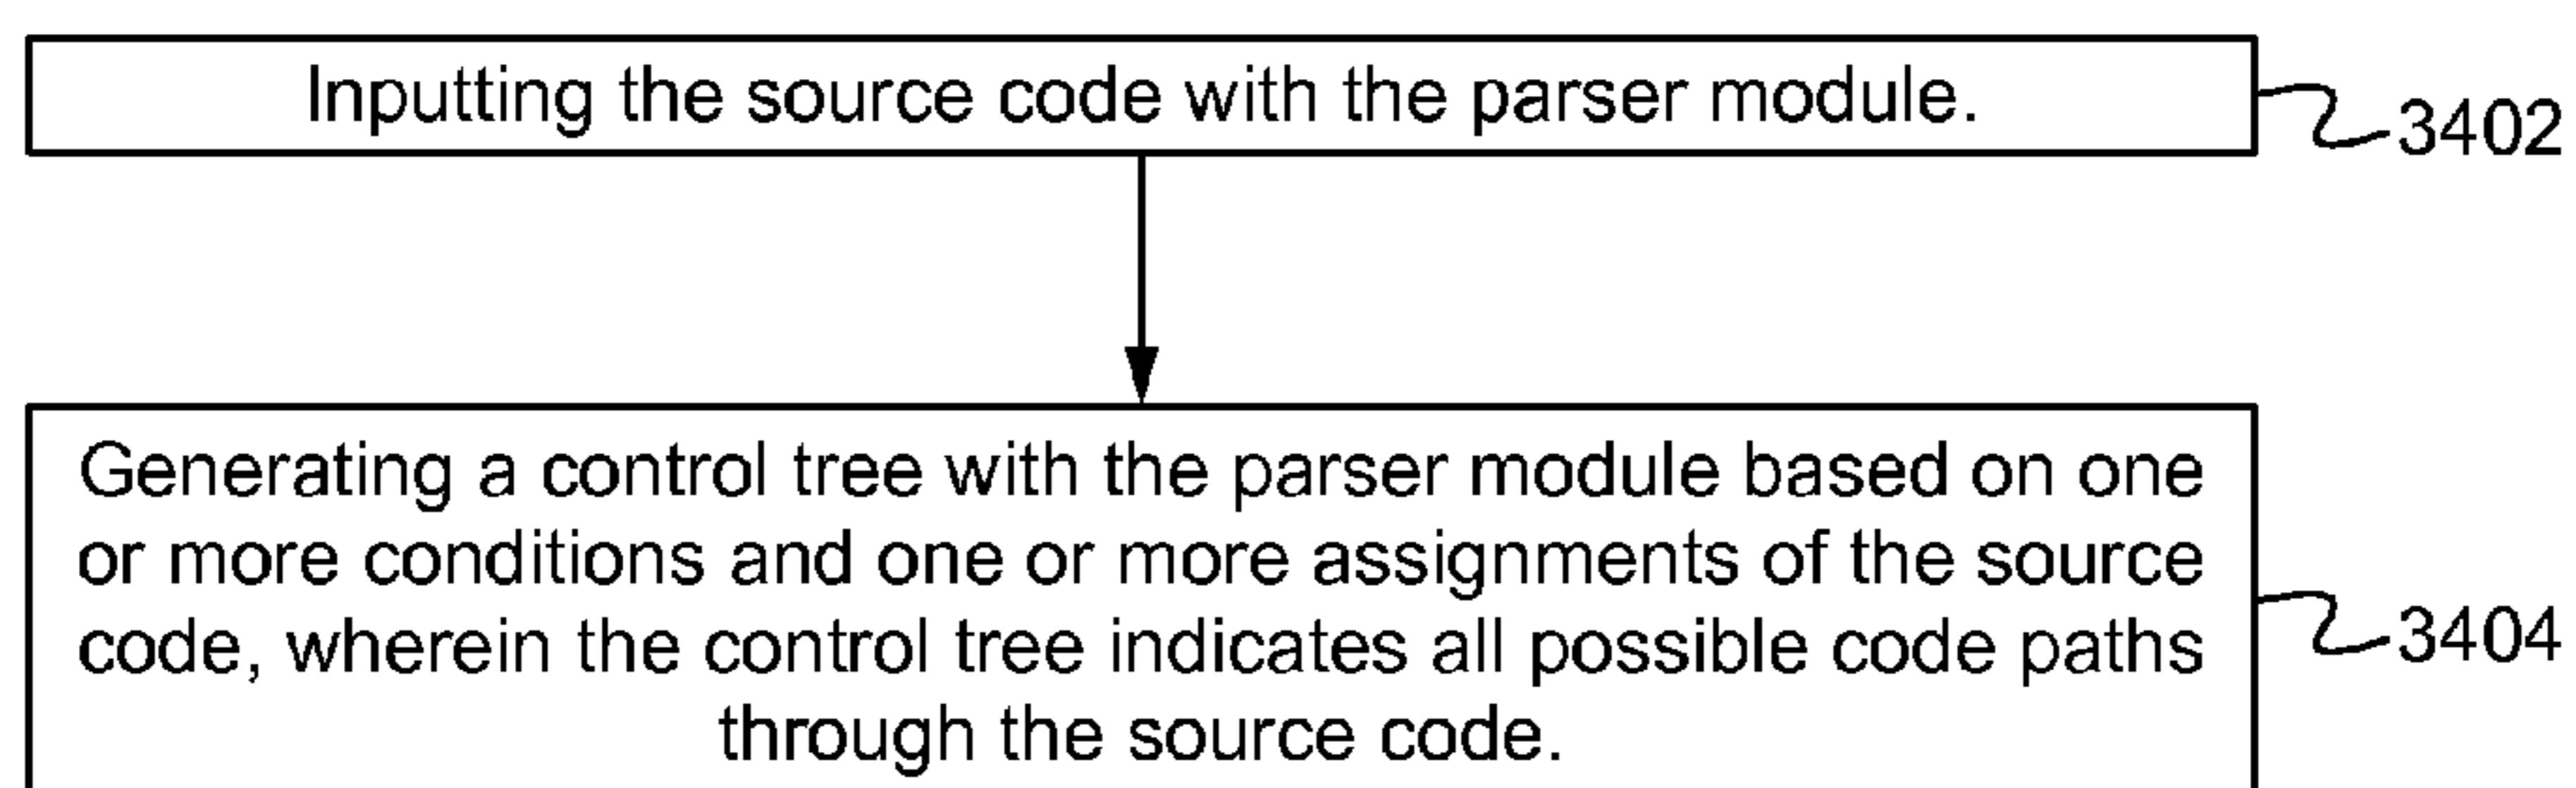 Inputting the source code with the parser module.
3402
Generating a control tree with the parser module based on one
or more conditions and one or more assignments of the source
code, wherein the control tree indicates all possible code paths
through the source code.
3404